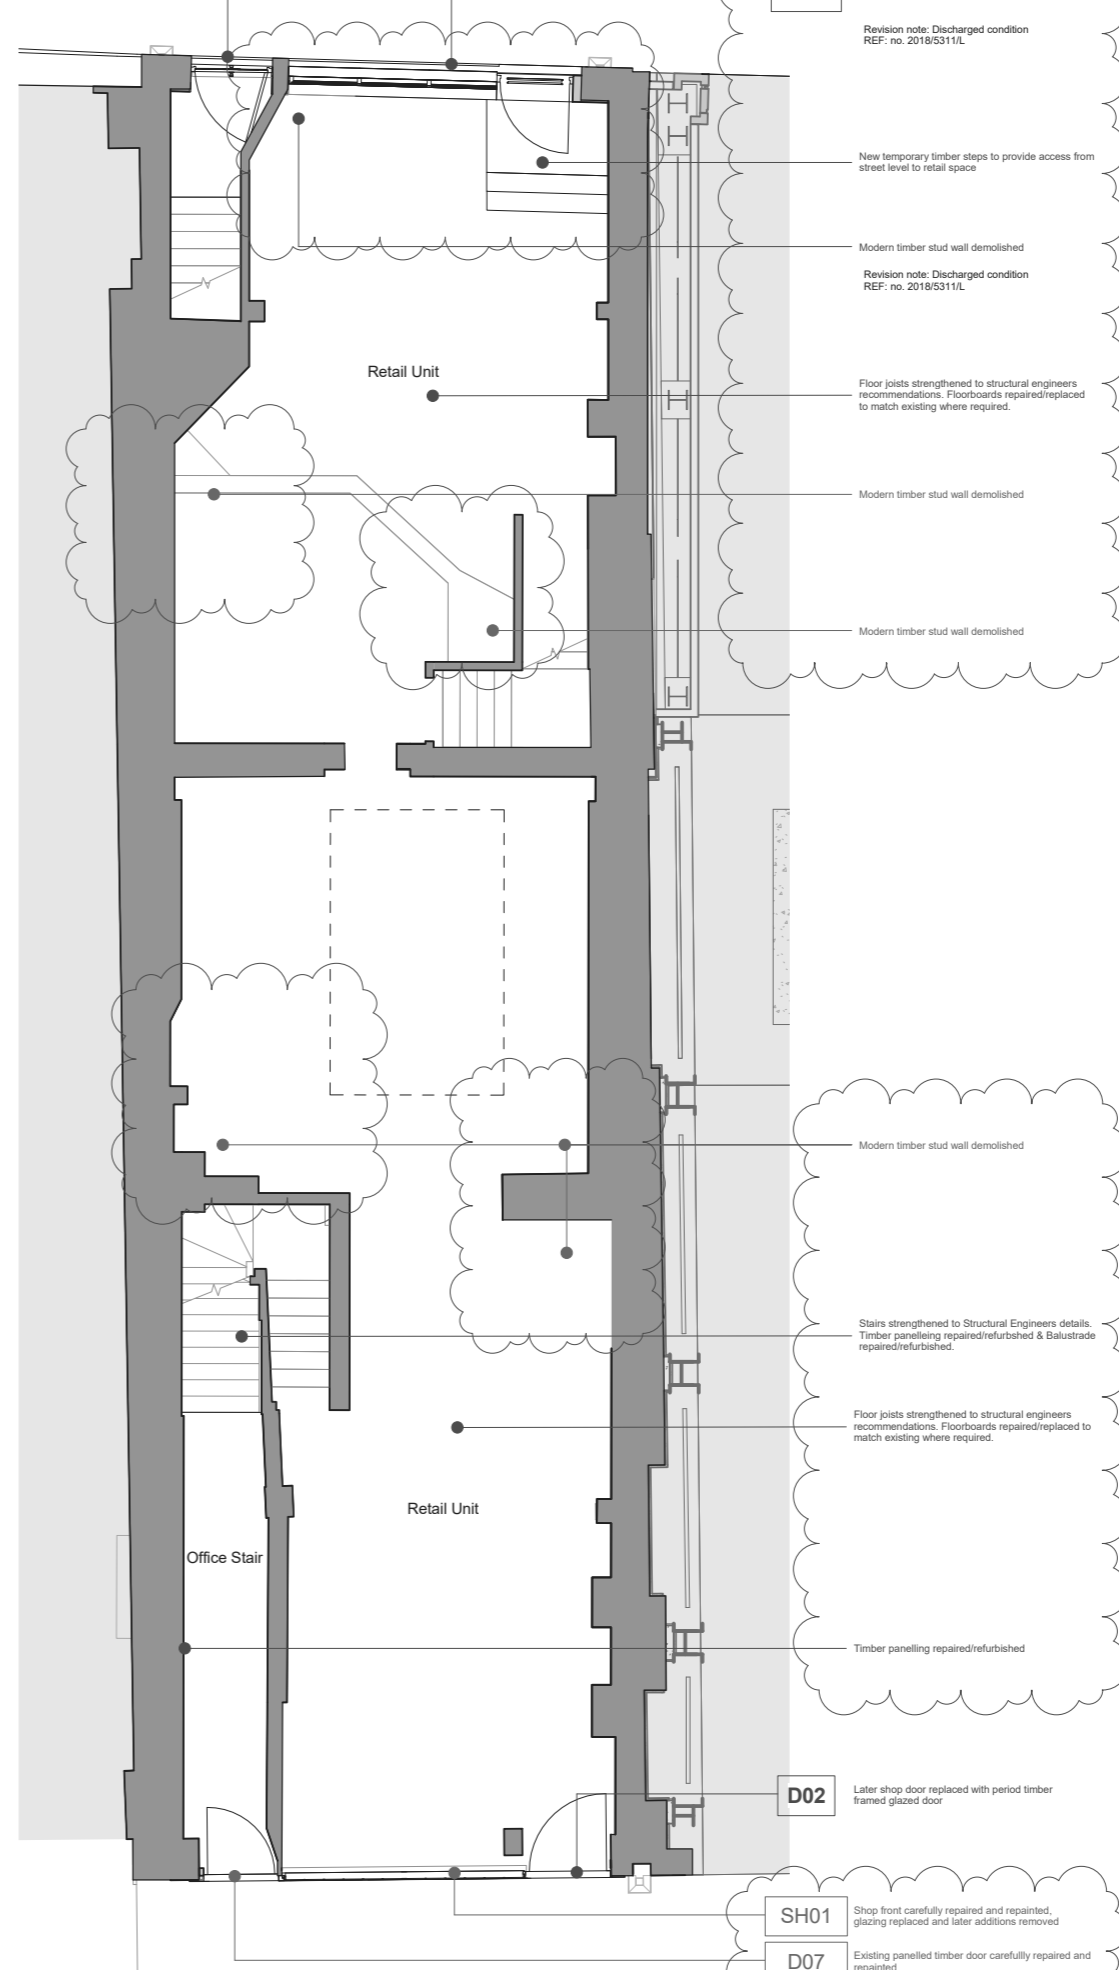 Revision note: Discharged condition
REF: no. 2018/5311/L
New temporary timber steps to provide access from
street level to retail space
Modern timber stud wall demolished
Revision note: Discharged condition
REF: no. 2018/5311/L
Retail Unit
Floor joists strengthened to structural engineers
recommendations. Floorboards repaired/replaced
to match existing where required.
Modern timber stud wall demolished
Modern timber stud wall demolished
Modern timber stud wall demolished
Stairs strengthened to Structural Engineers details.
Timber panelleing repaired/refurbshed & Balustrade
repaired/refurbished.
Floor joists strengthened to structural engineers
recommendations. Floorboards repaired/replaced to
match existing where required.
Retail Unit
Office Stair
Timber panelling repaired/refurbished
D02
Later shop door replaced with period timber
framed glazed door
SH01
Shop front carefully repaired and repainted,
glazing replaced and later additions removed
D07
Existing panelled timber door carefullly repaired and
repainted